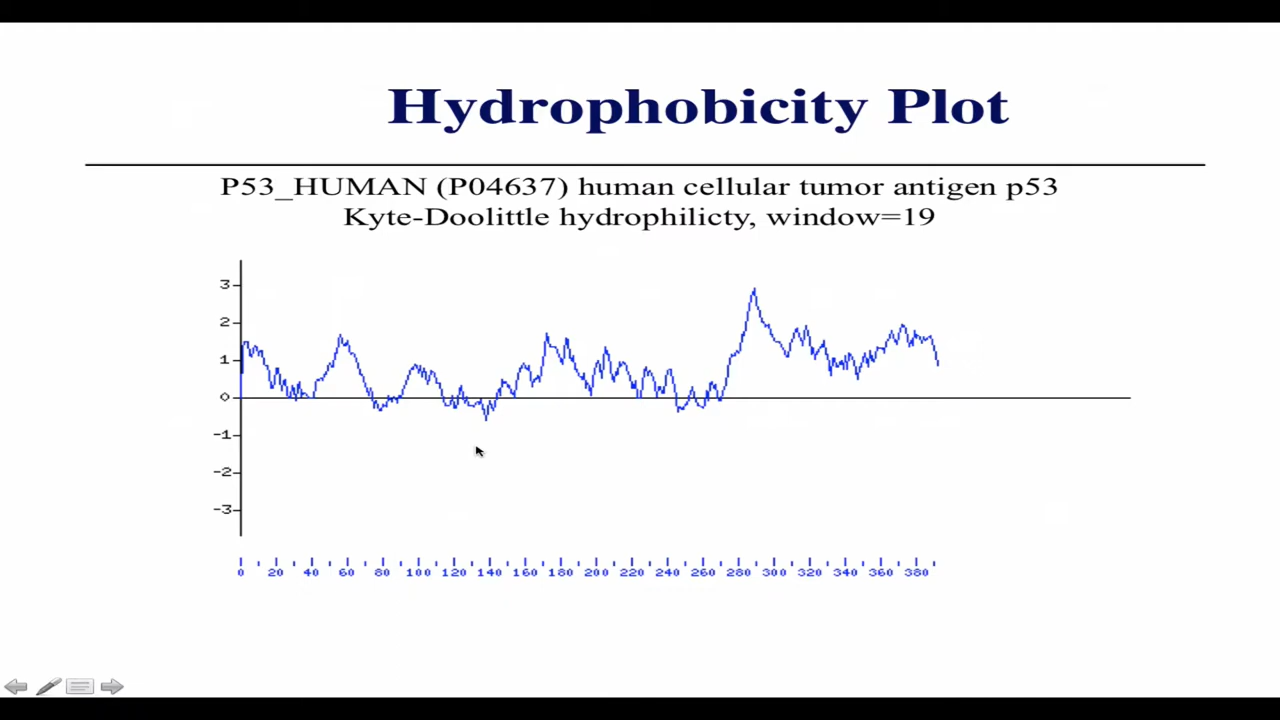 Hydrophobicity Plot
P53_HUMAN (P04637) human cellular tumor antigen p53
Kyte-Doolittle hydrophilicty, window=19
3
2
1
0
-1
-2
-3
0 20 40 60 80 100 120 140 160 180 200 220 240 260 280 300 320 340 360 380